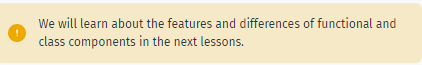 We will learn about the features and differences of functional and
class components in the next lessons.